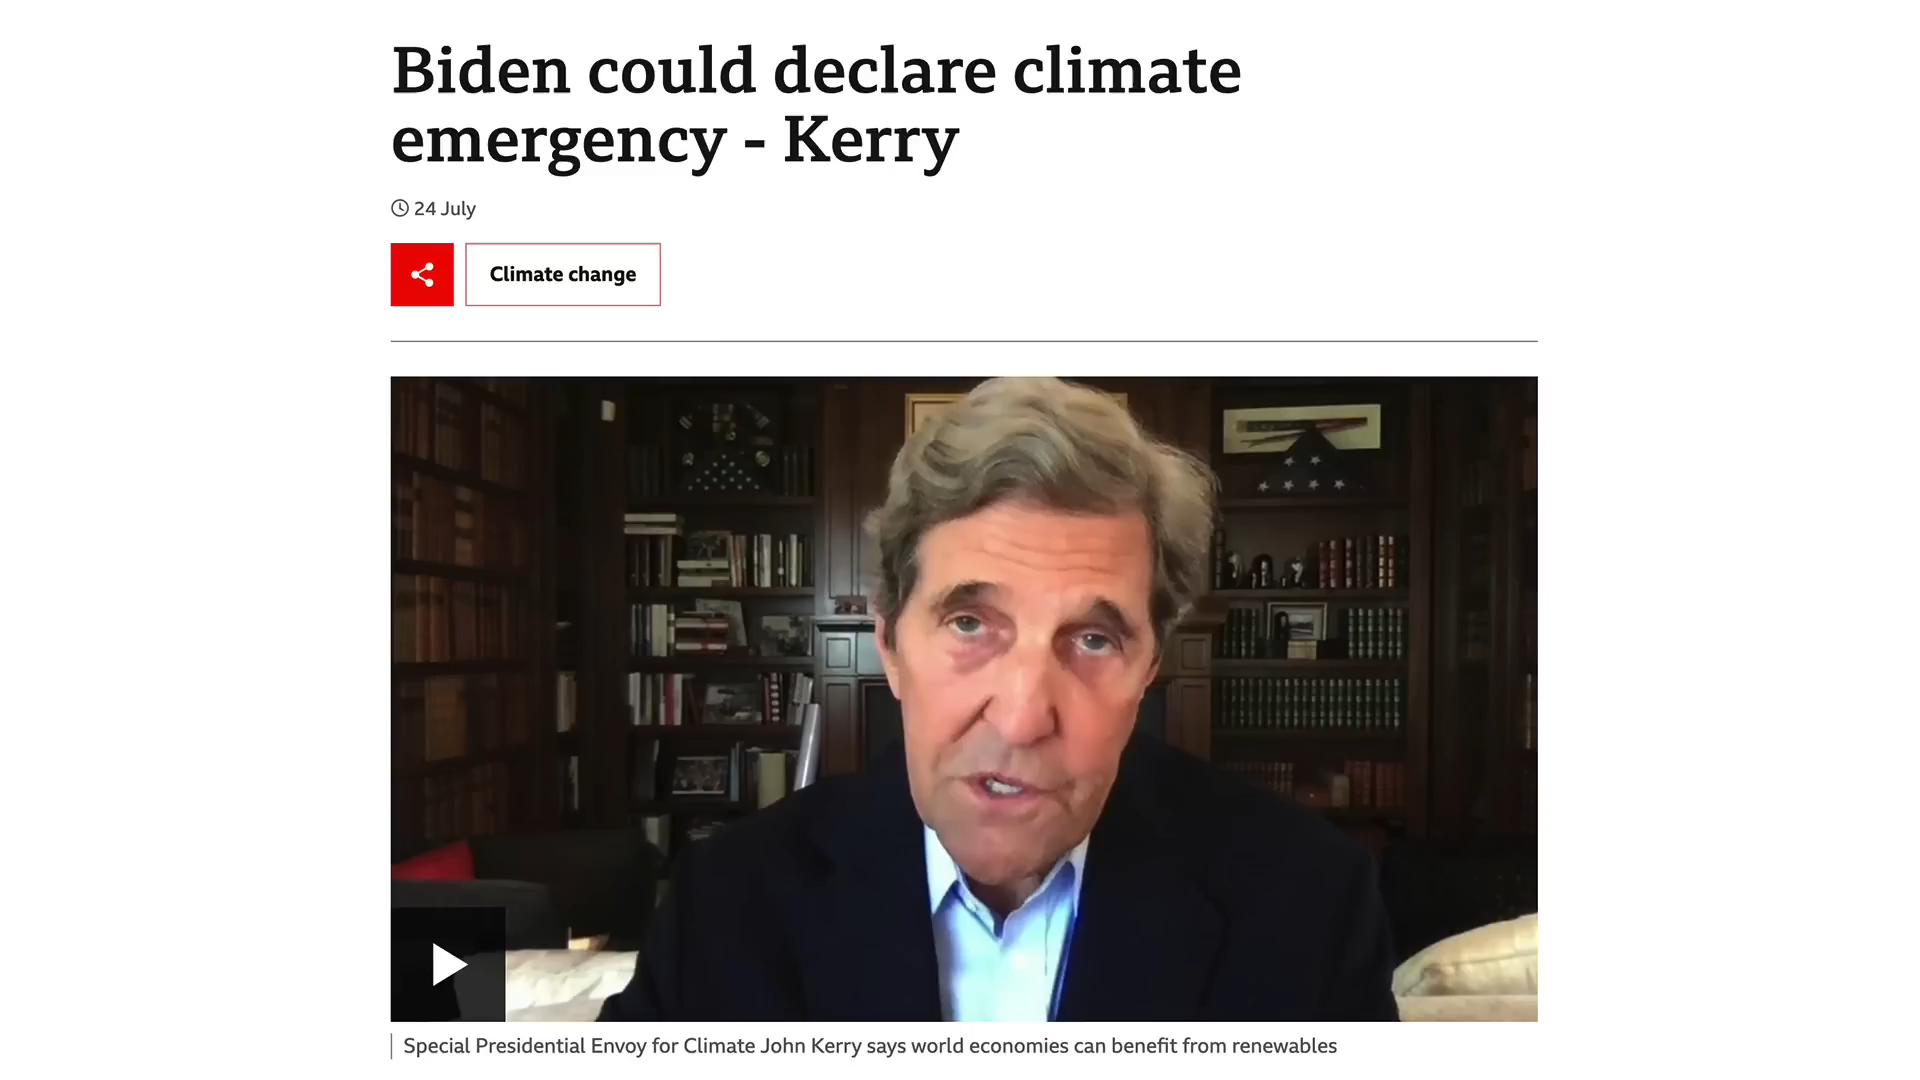 Biden could declare climate
emergency - Kerry
24 July
Climate change
Special Presidential Envoy for Climate John Kerry says world economies can benefit from renewables